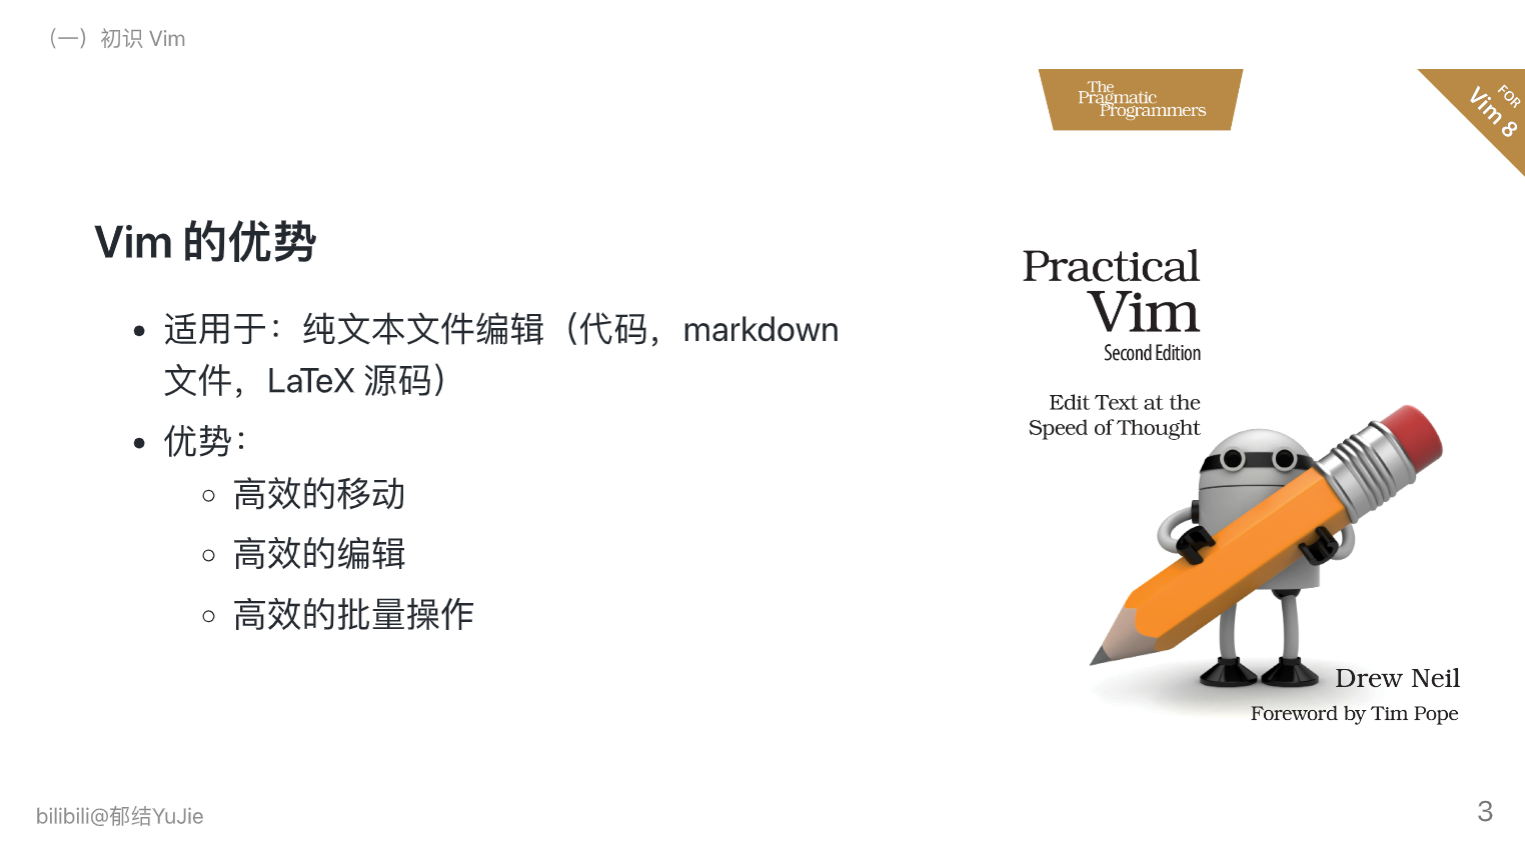 （一）初识 Vim
The
Pragmatic
Programmers
FOR
Vim 8
Vim 的优势
适用于：纯文本文件编辑（代码，markdown
文件，LaTeX 源码）
优势：
高效的移动
高效的编辑
高效的批量操作
Practical
Vim
Second Edition
Edit Text at the
Speed of Thought
Drew Neil
Foreword by Tim Pope
bilibili@郁结YuJie
3